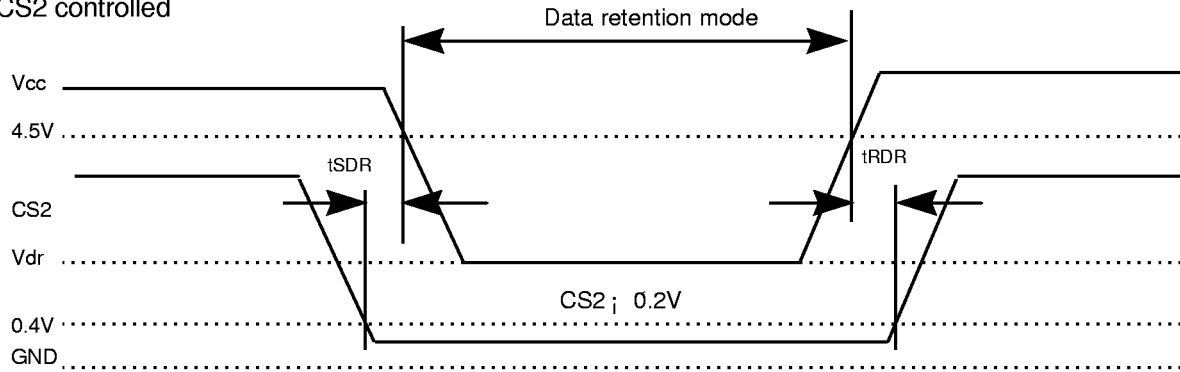 CS2 controlled
Data retention mode
Vcc
4.5V
tSDR
tRDR
CS2
Vdr
CS2 ¡ 0.2V
0.4V
GND